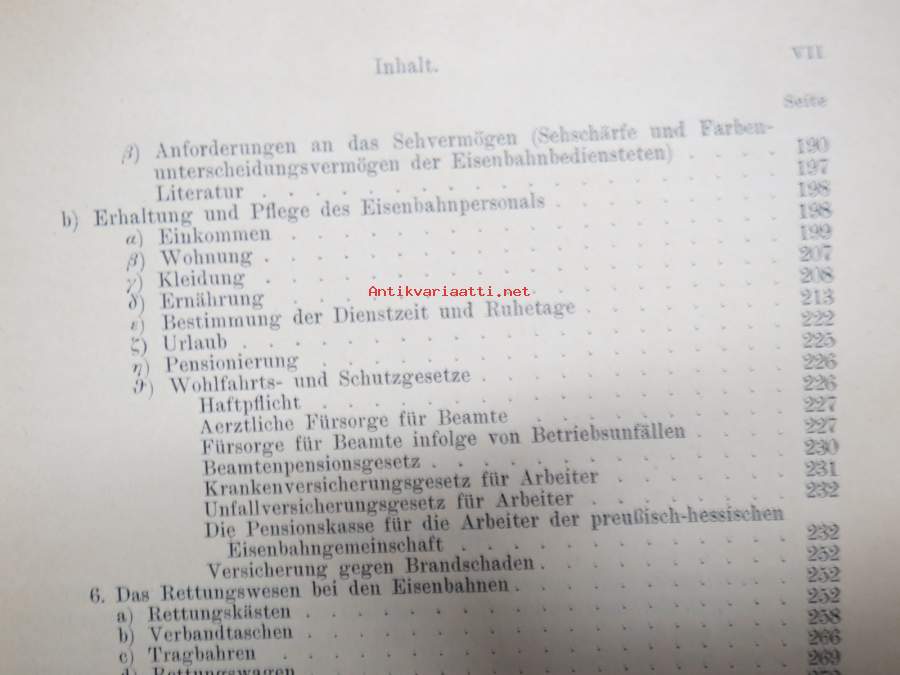 VII
Inhalt.
Seite
β) Anforderungen an das Sehvermögen (Sehschärfe und Farben-
unterscheidungsvermögen der Eisenbahnbediensteten) . . . . 190
Literatur . . . . . . . . . . . . . . . . 197
b) Erhaltung und Pflege des Eisenbahnpersonals . . . . . . . 198
α) Einkommen . . . . . . . . . . . . . . . 198
β) Wohnung . . . . . . . . . . . . . . . . 199
γ) Kleidung . . . . . . . . . . . . . . . . 207
δ) Ernährung . . . . . . . . . . . . . . . 208
ε) Bestimmung der Dienstzeit und Ruhetage . . . . . . . 213
ζ) Urlaub . . . . . . . . . . . . . . . . . 222
η) Pensionierung . . . . . . . . . . . . . . 225
ϑ) Wohlfahrts- und Schutzgesetze . . . . . . . . . . 226
Haftpflicht . . . . . . . . . . . . . . 226
Aerztliche Fürsorge für Beamte . . . . . . . . . 227
Fürsorge für Beamte infolge von Betriebsunfällen . . . . 227
Beamtenpensionsgesetz . . . . . . . . . . . . 230
Krankenversicherungsgesetz für Arbeiter . . . . . . 231
Unfallversicherungsgesetz für Arbeiter . . . . . . . 232
Die Pensionskasse für die Arbeiter der preußisch-hessischen
Eisenbahngemeinschaft . . . . . . . . . . . 232
Versicherung gegen Brandschaden . . . . . . . . . 252
6. Das Rettungswesen bei den Eisenbahnen . . . . . . . . . 252
a) Rettungskästen . . . . . . . . . . . . . . . 252
b) Verbandtaschen . . . . . . . . . . . . . . . 258
c) Tragbahren . . . . . . . . . . . . . . . . 266
d) Rettungswagen . . . . . . . . . . . . . . . 269
Antikvariaatti.net